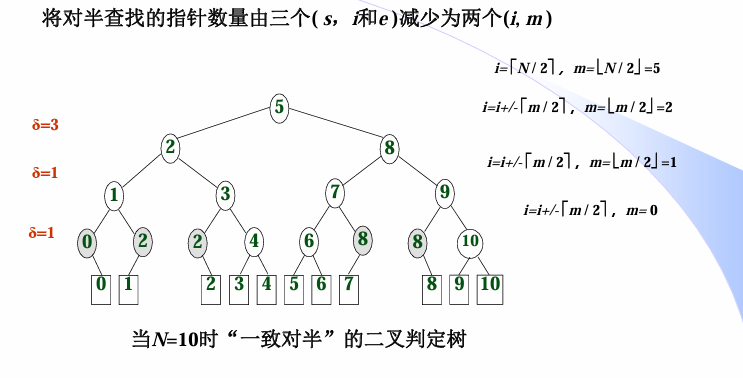 将对半查找的指针数量由三个( s，i和e )减少为两个(i, m )
i=⌈N / 2⌉ ，m=⌊N / 2⌋=5
5
i=i+/-⌈m / 2⌉ ，m=⌊m / 2⌋=2
δ=3
2 8
i=i+/-⌈m / 2⌉ ，m=⌊m / 2⌋=1
δ=1
1 3 7 9
i=i+/-⌈m / 2⌉ ，m= 0
δ=1
0 2 2 4 6 8 8 10
0 1 2 3 4 5 6 7 8 9 10
当N=10时“一致对半”的二叉判定树